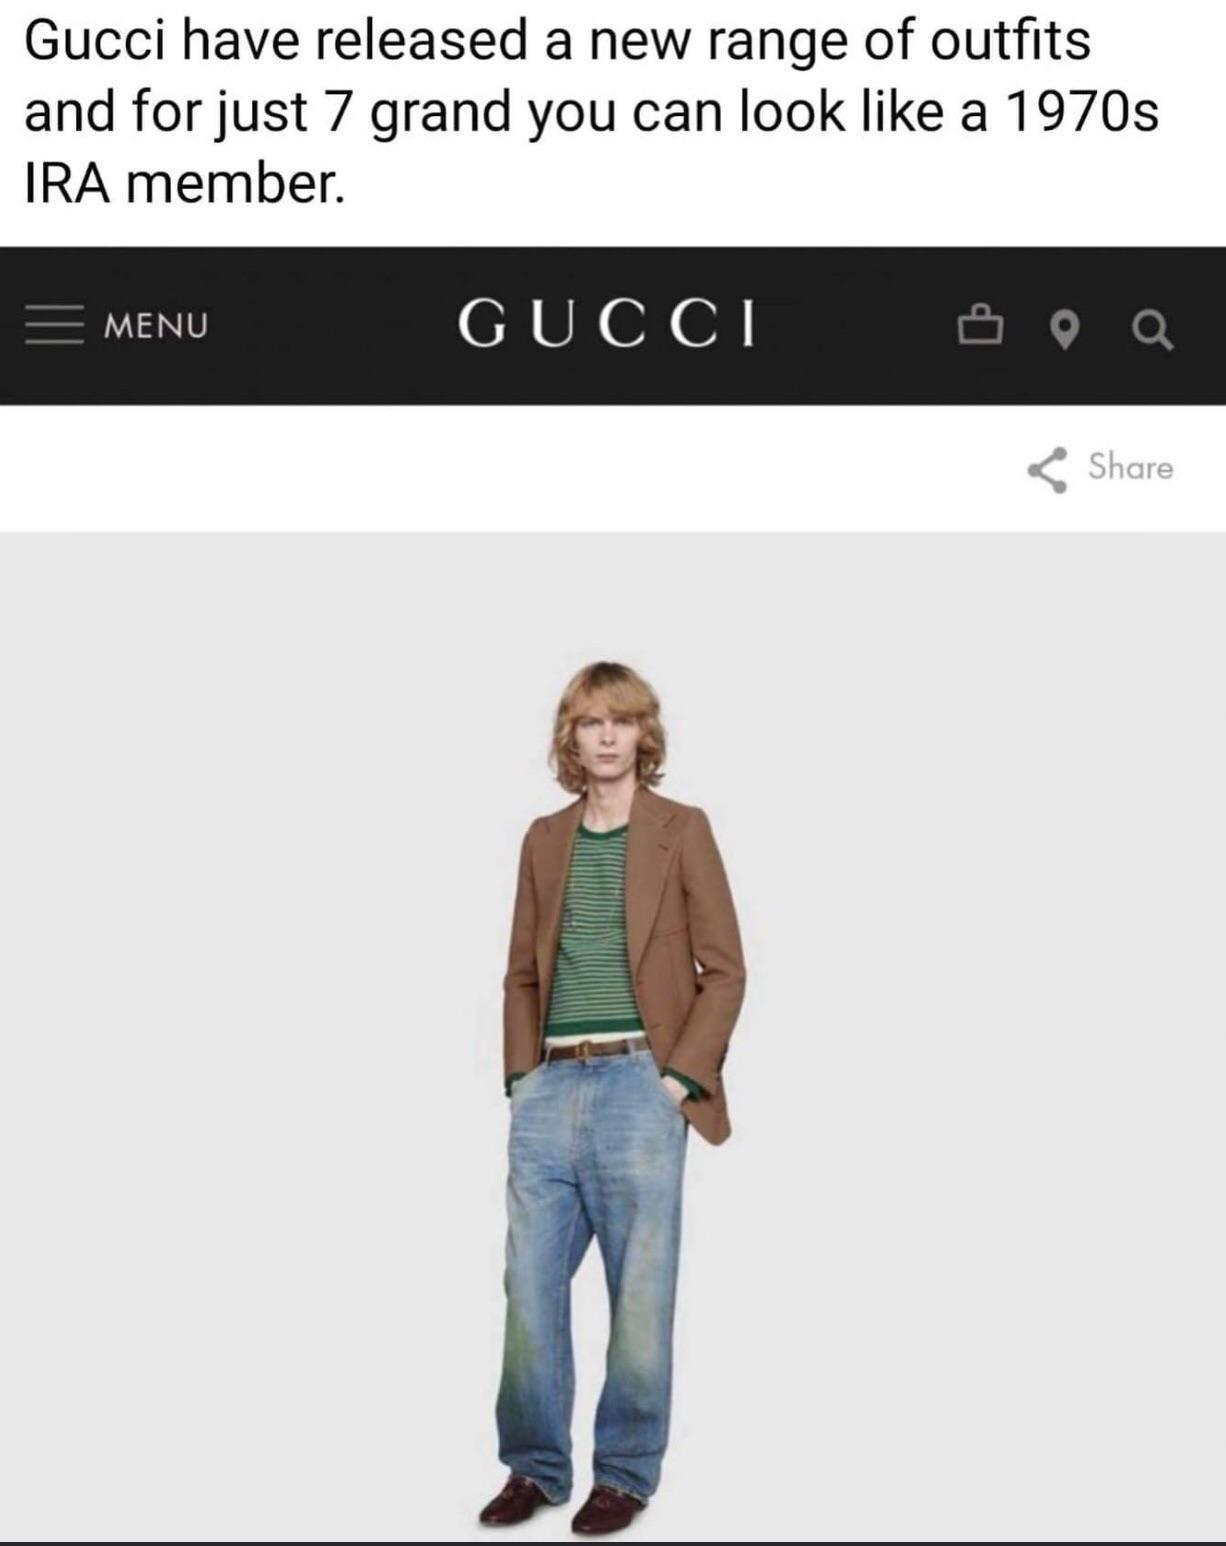 Gucci have released a new range of outfits
and for just 7 grand you can look like a 1970s
IRA member.
MENU GUCCI
Share